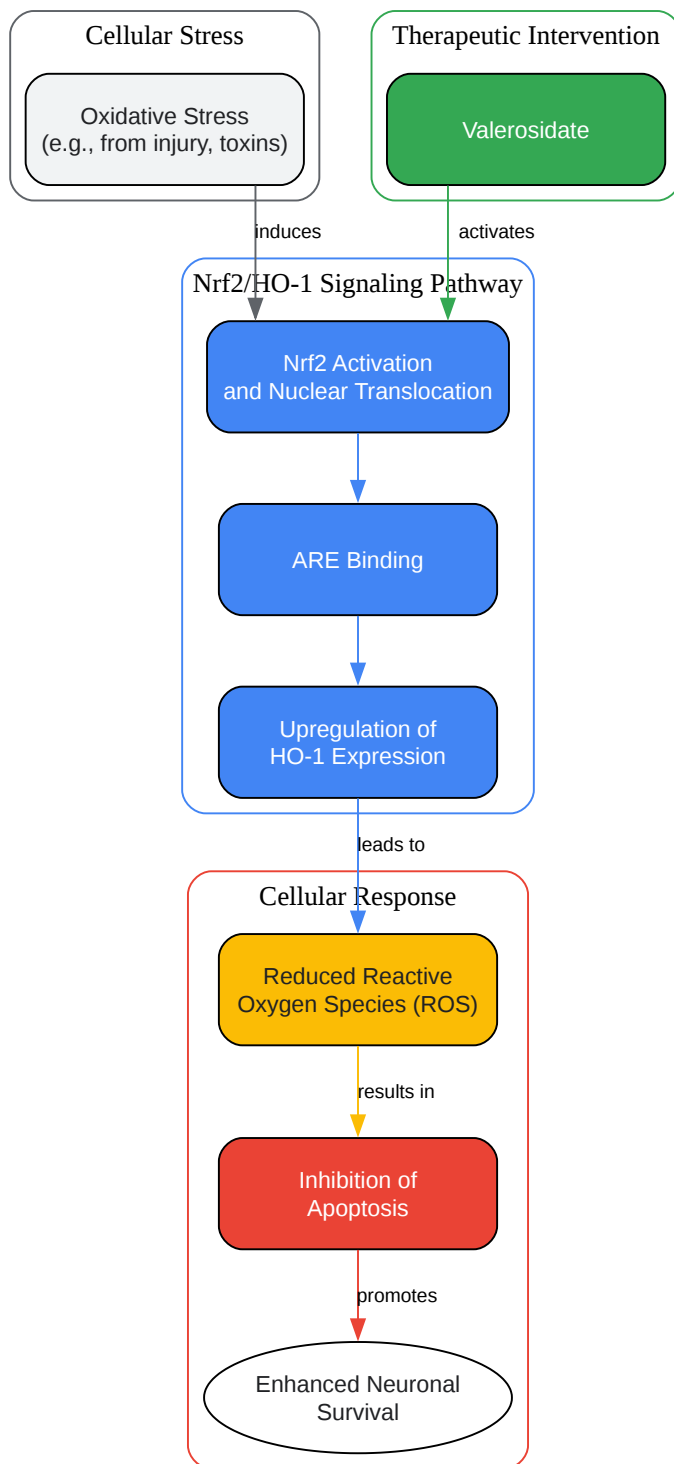 Cellular Stress
Oxidative Stress
(e.g., from injury, toxins)
Therapeutic Intervention
Valerosidate
induces
activates
Nrf2/HO-1 Signaling Pathway
Nrf2 Activation
and Nuclear Translocation
ARE Binding
Upregulation of
HO-1 Expression
leads to
Cellular Response
Reduced Reactive
Oxygen Species (ROS)
results in
Inhibition of
Apoptosis
promotes
Enhanced Neuronal
Survival